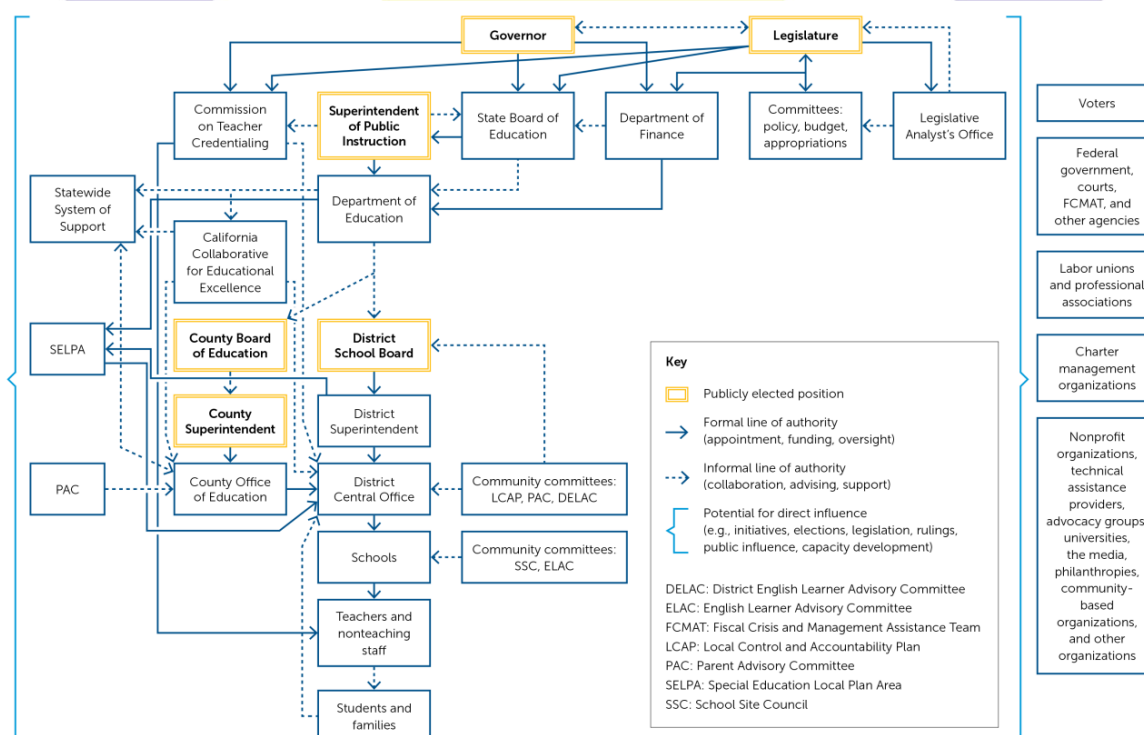 Governor
Legislature
Commission
on Teacher
Credentialing
Superintendent
of Public
Instruction
State Board of
Education
Department
of Finance
Committees:
policy, budget,
appropriations
Legislative
Analyst's Office
Voters
Federal
government,
courts,
FCMAT, and
other agencies
Statewide
System of
Support
Department of
Education
California
Collaborative
for Educational
Excellence
Labor unions
and professional
associations
SELPA
County Board
of Education
District
School Board
Charter
management
organizations
County
Superintendent
District
Superintendent
PAC
County Office
of Education
District
Central Office
Community committees:
LCAP, PAC, DELAC
Schools
Community committees:
SSC, ELAC
Teachers and
nonteaching
staff
Students and
families
Nonprofit
organizations,
technical
assistance
providers,
advocacy groups
universities,
the media,
philanthropies,
community-
based
organizations,
and other
organizations
Key
Publicly elected position
Formal line of authority
(appointment, funding, oversight)
Informal line of authority
(collaboration, advising, support)
Potential for direct influence
(e.g., initiatives, elections, legislation, rulings,
public influence, capacity development)
DELAC: District English Learner Advisory Committee
ELAC: English Learner Advisory Committee
FCMAT: Fiscal Crisis and Management Assistance Team
LCAP: Local Control and Accountability Plan
PAC: Parent Advisory Committee
SELPA: Special Education Local Plan Area
SSC: School Site Council